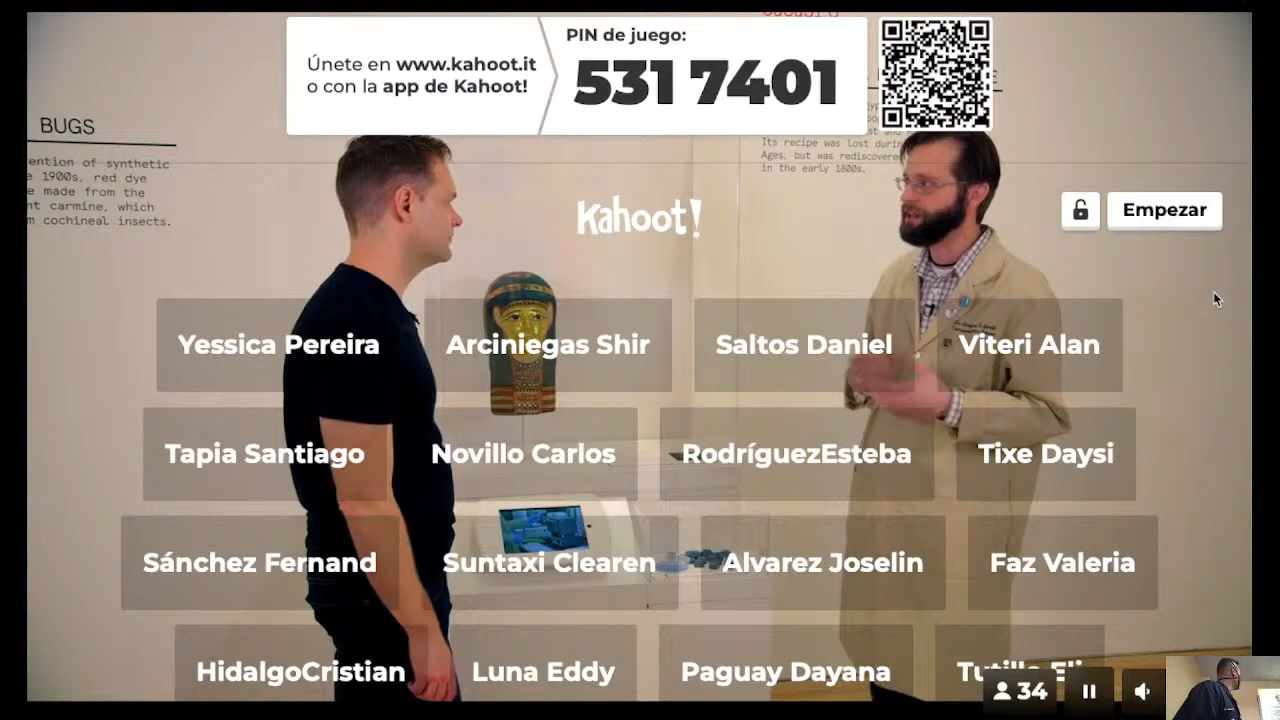 Únete en www.kahoot.it
o con la app de Kahoot!
PIN de juego:
531 7401
BUGS
ention of synthetic
e 1900s, red dye
e made from the
nt carmine, which
m cochineal insects.
Its recipe was lost durin
Ages, but was rediscovere
in the early 1800s.
Kahoot!
Empezar
Yessica Pereira
Arciniegas Shir
Saltos Daniel
Viteri Alan
Tapia Santiago
Novillo Carlos
RodríguezEsteba
Tixe Daysi
Sánchez Fernand
Suntaxi Clearen
Alvarez Joselin
Faz Valeria
HidalgoCristian
Luna Eddy
Paguay Dayana
34